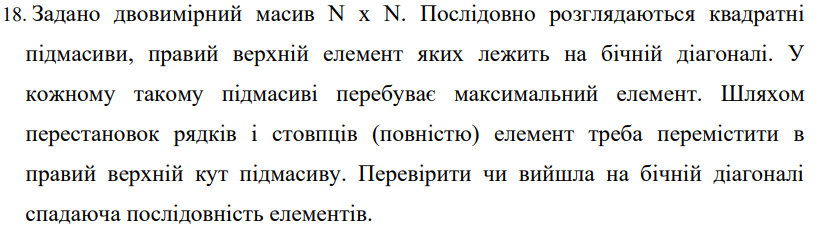 18. Задано двовимірний масив N x N. Послідовно розглядаються квадратні
підмасиви, правий верхній елемент яких лежить на бічній діагоналі. У
кожному такому підмасиві перебуває максимальний елемент. Шляхом
перестановок рядків і стовпців (повністю) елемент треба перемістити в
правий верхній кут підмасиву. Перевірити чи вийшла на бічній діагоналі
спадаюча послідовність елементів.